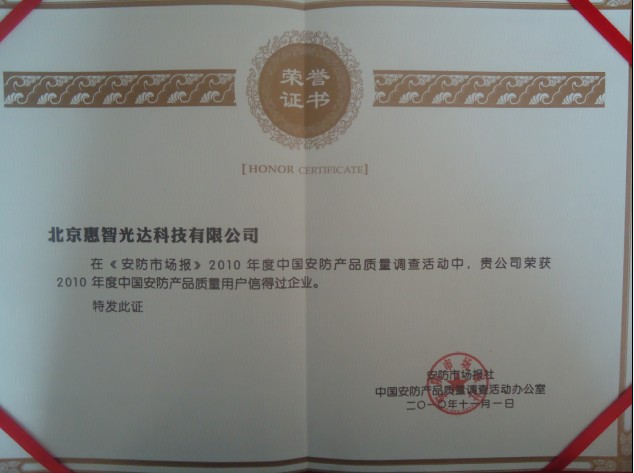 荣誉
证书
[HONOR CERTIFICATE]
北京惠智光达科技有限公司
在《安防市场报》2010 年度中国安防产品质量调查活动中，贵公司荣获
2010 年度中国安防产品质量用户信得过企业。
特发此证
安防市场报社
中国安防产品质量调查活动办公室
二〇一〇年十一月一日